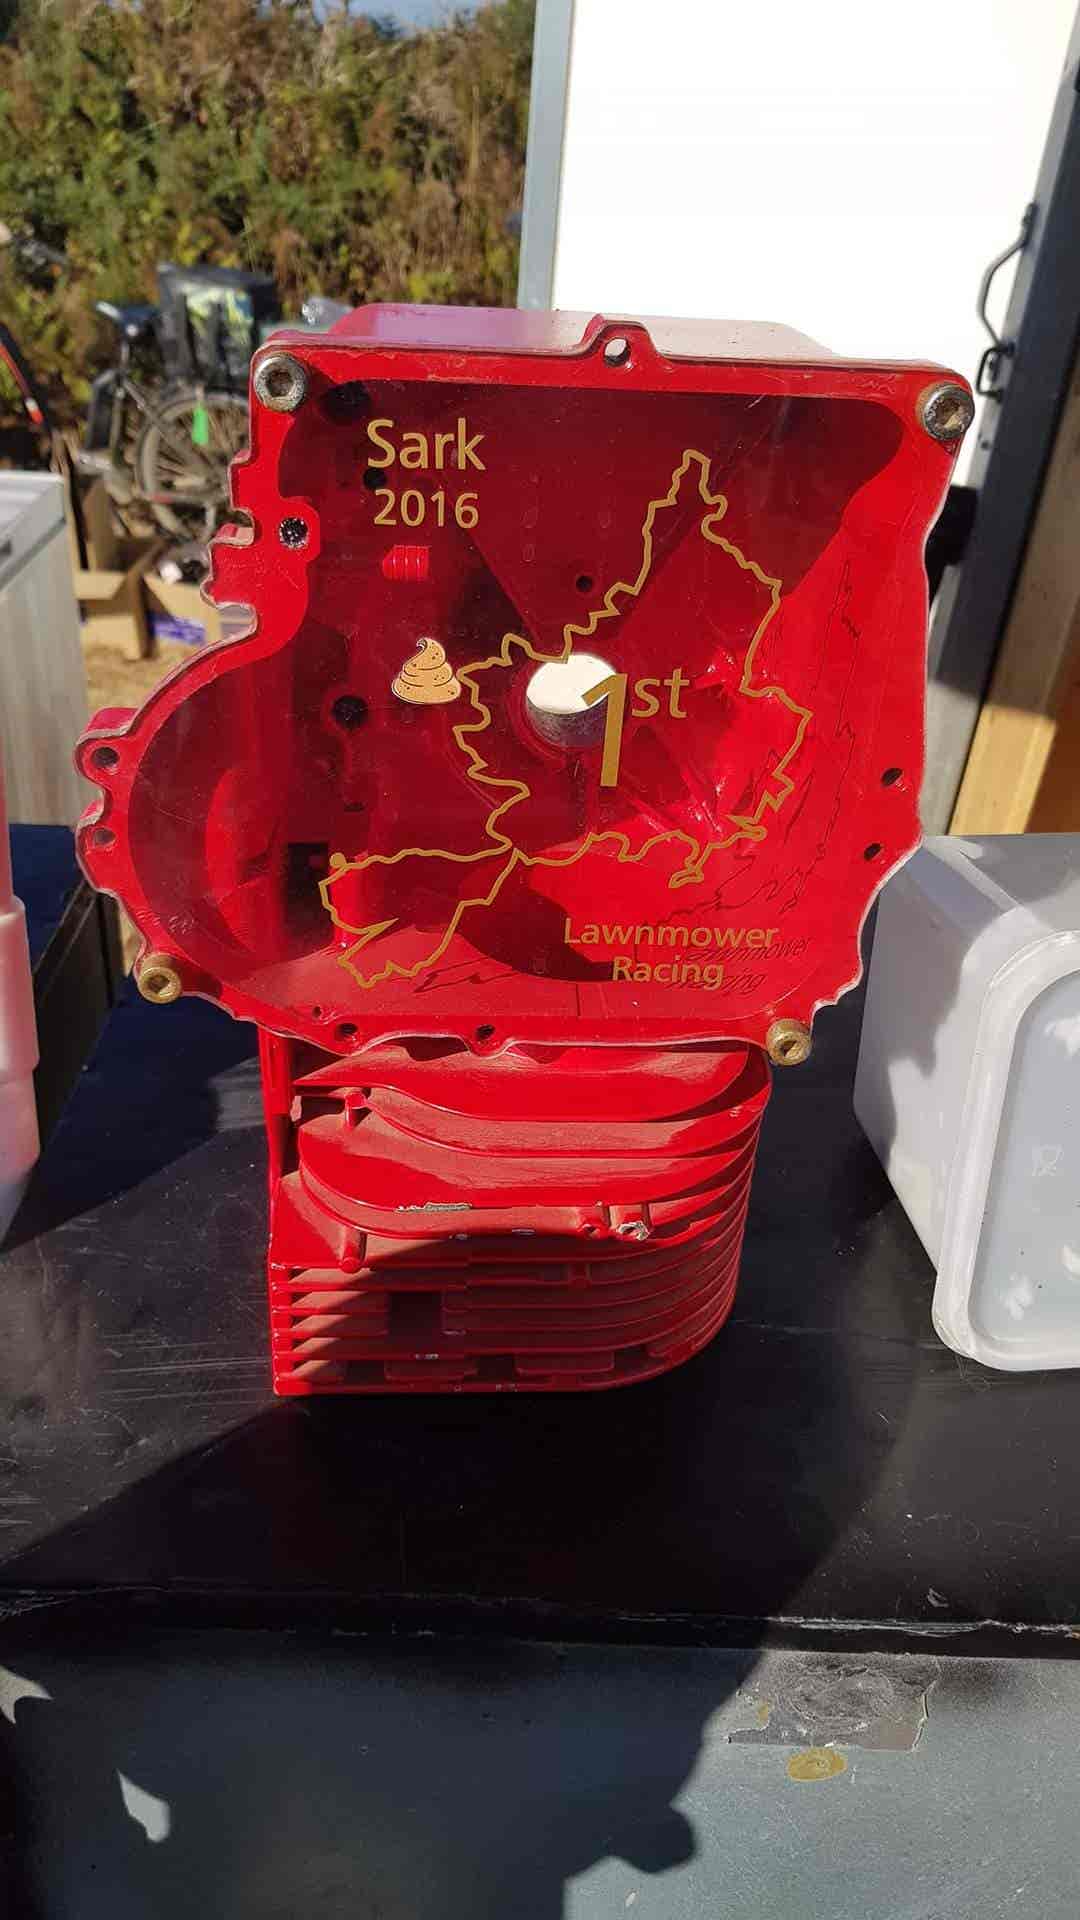 Sark
2016
1st
Lawnmower
Racing